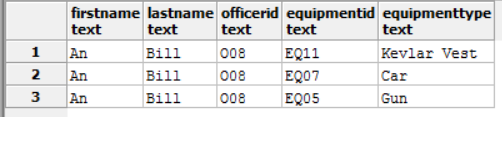 firstname lastname officerid equipmentid equipmenttype
text text text text text
1 An Bill O08 EQ11 Kevlar Vest
2 An Bill O08 EQ07 Car
3 An Bill O08 EQ05 Gun